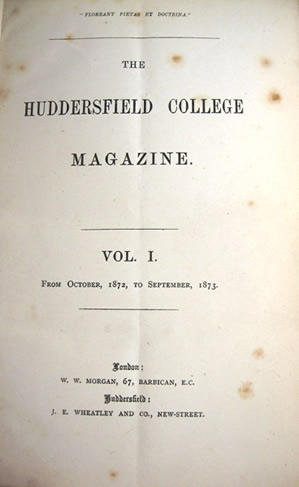 "FLOREANT PIETAS ET DOCTRINA."
THE
HUDDERSFIELD COLLEGE
MAGAZINE.
VOL. I.
FROM OCTOBER, 1872, TO SEPTEMBER, 1873.
London:
W. W. MORGAN, 67, BARBICAN, E.C.
Huddersfield:
J. E. WHEATLEY AND CO., NEW-STREET.